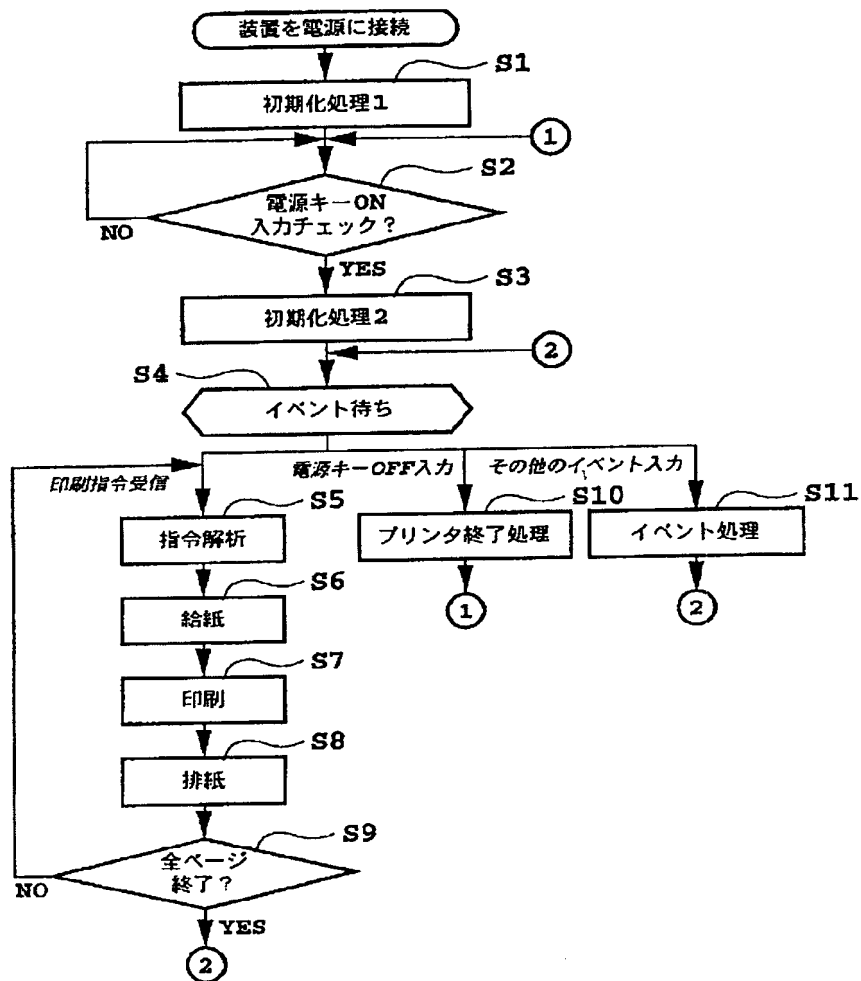 装置を電源に接続
S1
初期化処理1
1
S2
電源キーON
入力チェック?
NO
YES
S3
初期化処理2
2
S4
イベント待ち
印刷指令受信
電源キーOFF入力
その他のイベント入力
S5
指令解析
S10
プリンタ終了処理
S11
イベント処理
S6
給紙
1
2
S7
印刷
S8
排紙
S9
全ページ
終了?
NO
YES
2